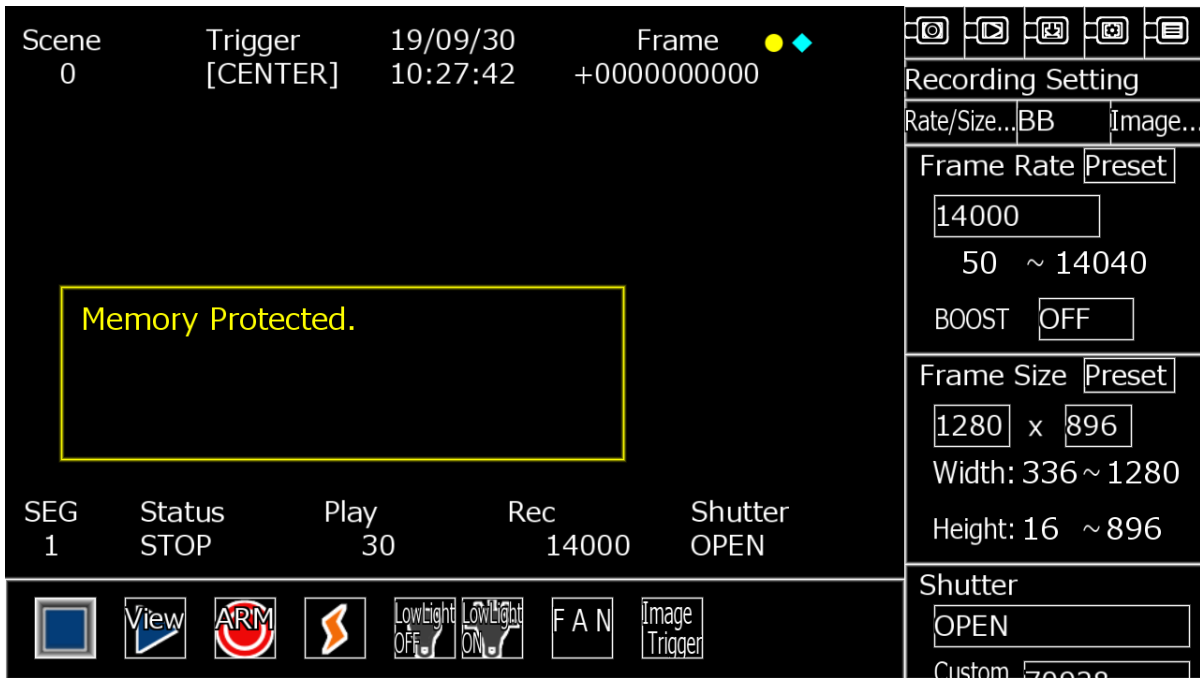 Scene Trigger 19/09/30 Frame
0 [CENTER] 10:27:42 +0000000000
Memory Protected.
SEG Status Play Rec Shutter
1 STOP 30 14000 OPEN
View ARM LowLight OFF LowLight ON FAN Image Trigger
Recording Setting
Rate/Size... BB Image...
Frame Rate Preset
14000
50 ~ 14040
BOOST OFF
Frame Size Preset
1280 x 896
Width: 336 ~ 1280
Height: 16 ~ 896
Shutter
OPEN
Custom